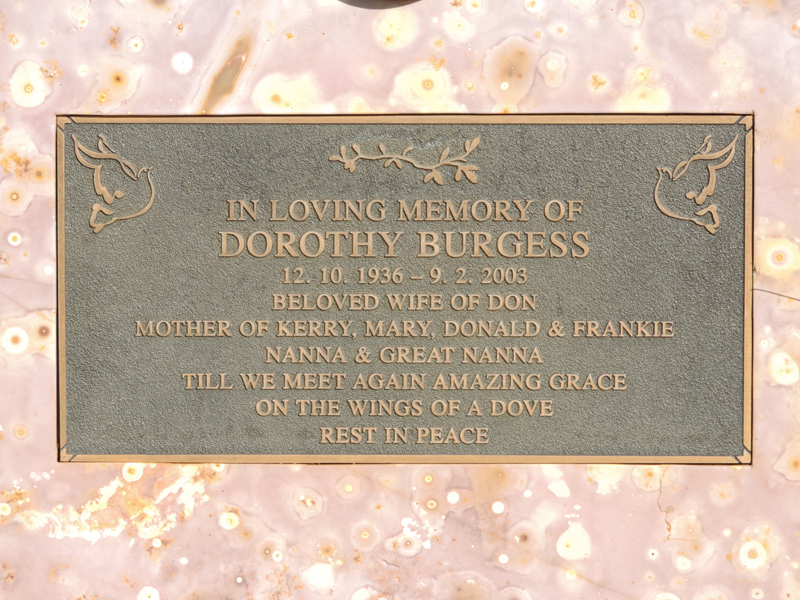 IN LOVING MEMORY OF
DOROTHY BURGESS
12. 10. 1936 – 9. 2. 2003
BELOVED WIFE OF DON
MOTHER OF KERRY, MARY, DONALD & FRANKIE
NANNA & GREAT NANNA
TILL WE MEET AGAIN AMAZING GRACE
ON THE WINGS OF A DOVE
REST IN PEACE